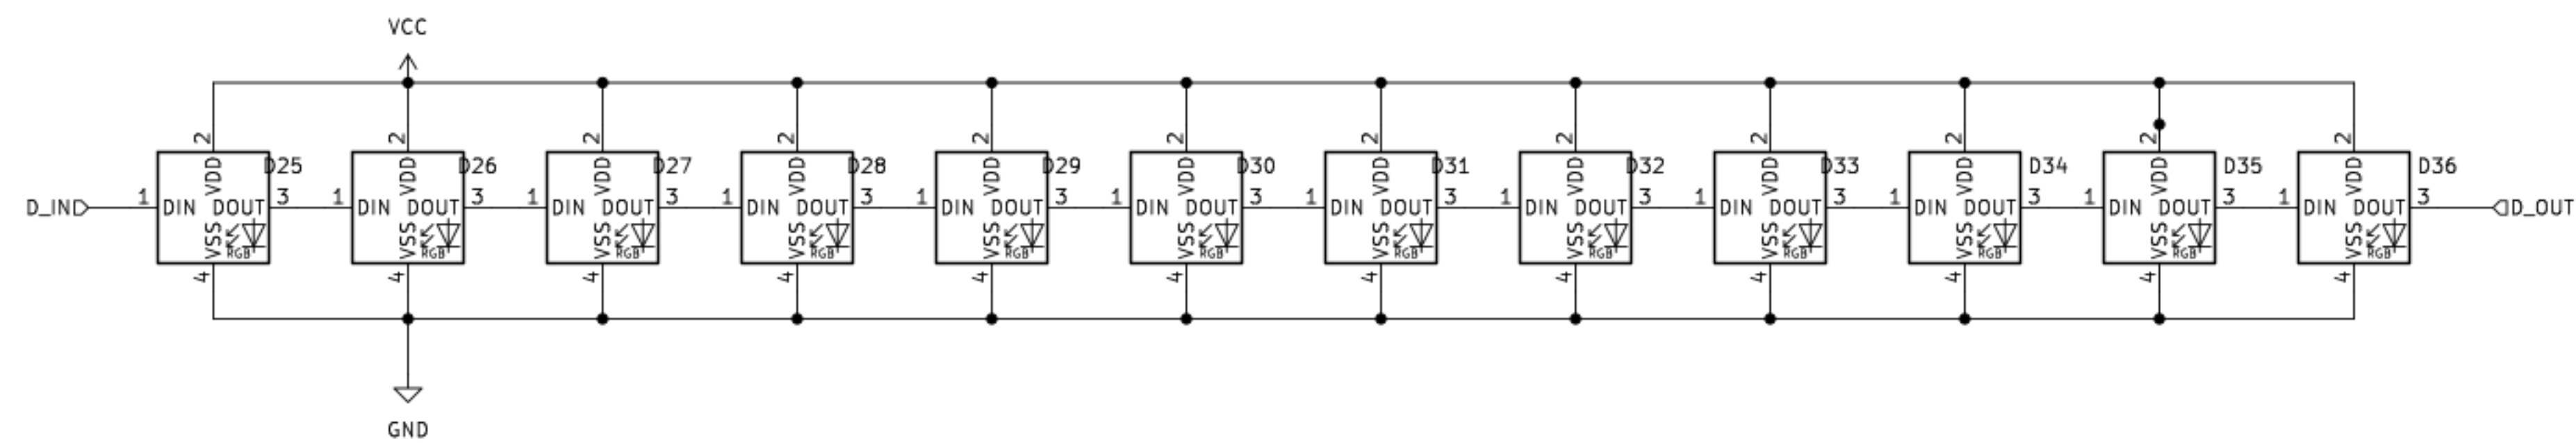 VCC
2 2 2 2 2 2 2 2 2 2 2 2
D25 D26 D27 D28 D29 D30 D31 D32 D33 D34 D35 D36
VDD VDD VDD VDD VDD VDD VDD VDD VDD VDD VDD VDD
D_IN 1 DIN DOUT 3 1 DIN DOUT 3 1 DIN DOUT 3 1 DIN DOUT 3 1 DIN DOUT 3 1 DIN DOUT 3 1 DIN DOUT 3 1 DIN DOUT 3 1 DIN DOUT 3 1 DIN DOUT 3 1 DIN DOUT 3 1 DIN DOUT 3 D_OUT
VSS RGB VSS RGB VSS RGB VSS RGB VSS RGB VSS RGB VSS RGB VSS RGB VSS RGB VSS RGB VSS RGB VSS RGB
4 4 4 4 4 4 4 4 4 4 4 4
GND